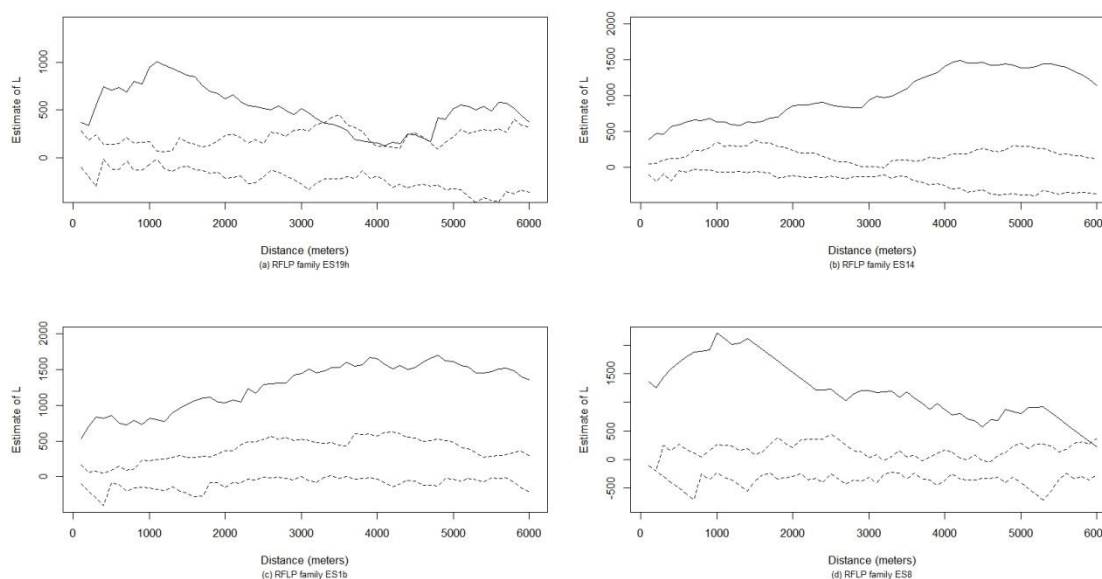 Estimate of L
0 500 1000
0 1000 2000 3000 4000 5000 6000
Distance (meters)
(a) RFLP family ES19h
Estimate of L
0 500 1000 1500 2000
0 1000 2000 3000 4000 5000 6000
Distance (meters)
(b) RFLP family ES14
Estimate of L
0 500 1000 1500 2000
0 1000 2000 3000 4000 5000 6000
Distance (meters)
(c) RFLP family ES1b
Estimate of L
-500 0 500 1500
0 1000 2000 3000 4000 5000 6000
Distance (meters)
(d) RFLP family ES8